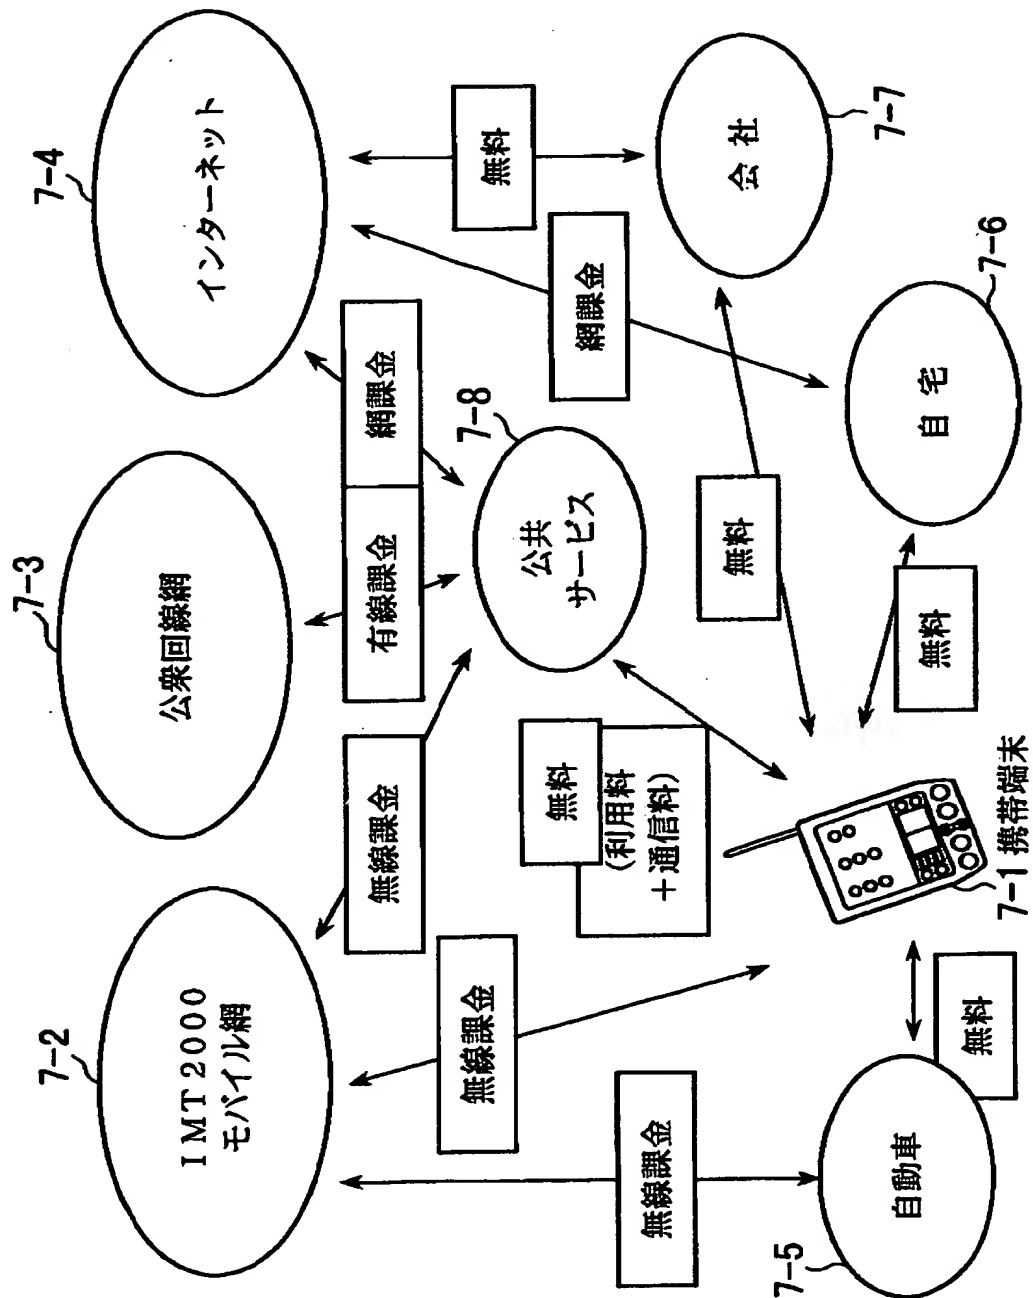 7-2
IMT2000
モバイル網
7-3
公衆回線網
7-4
インターネット
無線課金
有線課金
網課金
無料
無線課金
無線課金
無料
(利用料
+通信料)
7-8
公共
サービス
網課金
無料
7-5
自動車
無料
7-1 携帯端末
無料
7-6
自宅
7-7
会社